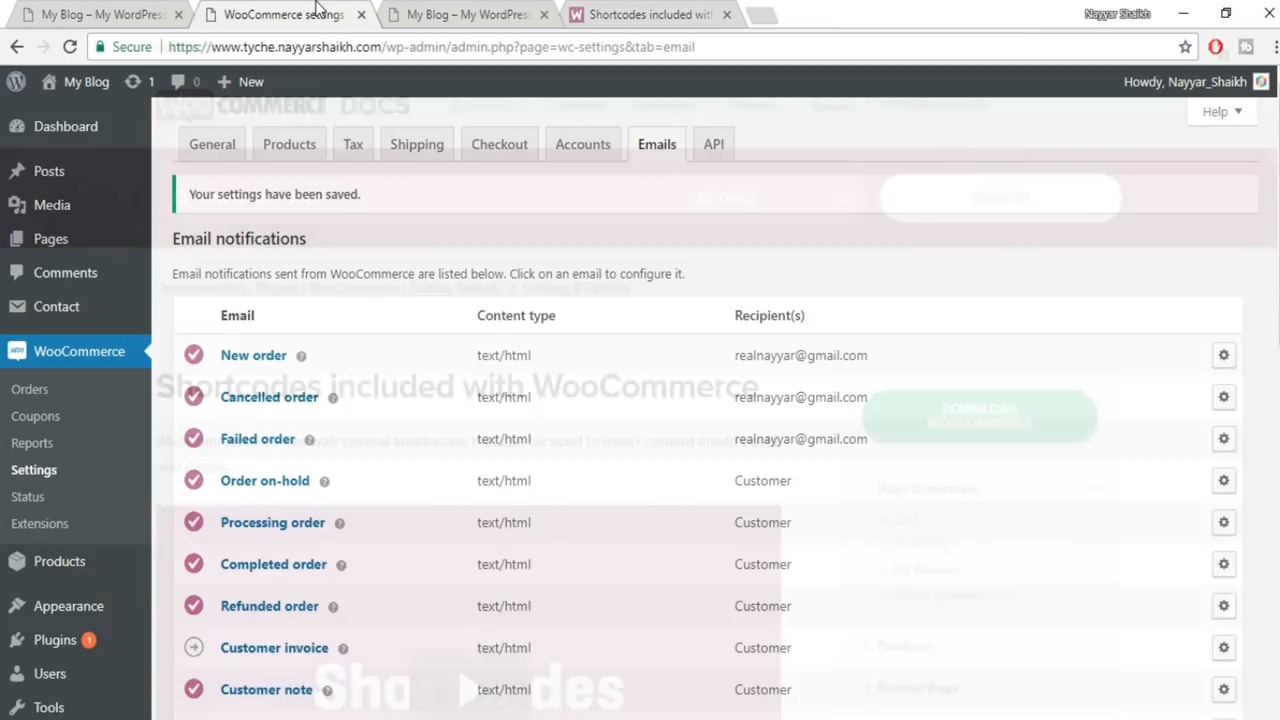 My Blog – My WordPress
WooCommerce settings
My Blog – My WordPress
Shortcodes included with
Nayyar Shaikh
Secure
https://www.tyche.nayyarshaikh.com/wp-admin/admin.php?page=wc-settings&tab=email
My Blog
1
0
New
Howdy, Nayyar_Shaikh
WOO COMMERCE DOCS
Help
Dashboard
Posts
Media
Pages
Comments
Contact
WooCommerce
Orders
Coupons
Reports
Settings
Status
Extensions
Products
Appearance
Plugins 1
Users
Tools
General
Products
Tax
Shipping
Checkout
Accounts
Emails
API
Your settings have been saved.
Email notifications
Email notifications sent from WooCommerce are listed below. Click on an email to configure it.
Email Content type Recipient(s)
New order text/html realnayyar@gmail.com
Shortcodes included with WooCommerce
Cancelled order text/html realnayyar@gmail.com
DOWNLOAD
WOOCOMMERCE
Failed order text/html realnayyar@gmail.com
Order on-hold text/html Customer
Processing order text/html Customer
Completed order text/html Customer
Refunded order text/html Customer
Customer invoice text/html Customer
Customer note text/html Customer